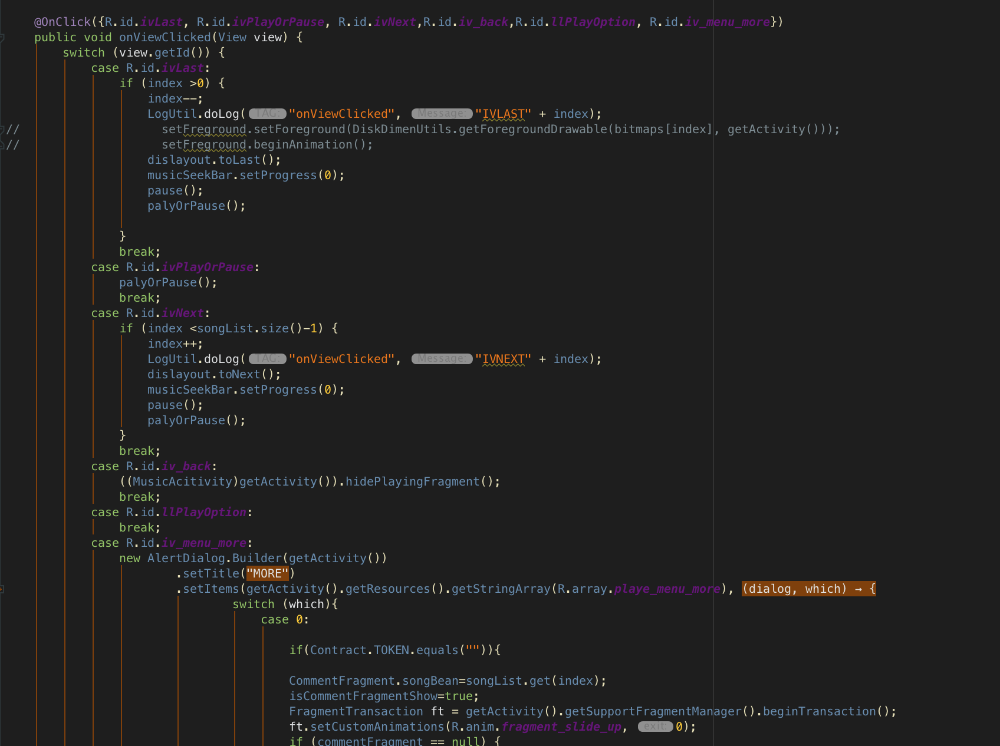 @OnClick({R.id.ivLast, R.id.ivPlayOrPause, R.id.ivNext,R.id.iv_back,R.id.llPlayOption, R.id.iv_menu_more})
public void onViewClicked(View view) {
switch (view.getId()) {
case R.id.ivLast:
if (index >0) {
index--;
LogUtil.doLog( TAG: "onViewClicked", Message: "IVLAST" + index);
// setFreground.setForeground(DiskDimenUtils.getForegroundDrawable(bitmaps[index], getActivity()));
// setFreground.beginAnimation();
dislayout.toLast();
musicSeekBar.setProgress(0);
pause();
palyOrPause();
}
break;
case R.id.ivPlayOrPause:
palyOrPause();
break;
case R.id.ivNext:
if (index <songList.size()-1) {
index++;
LogUtil.doLog( TAG: "onViewClicked", Message: "IVNEXT" + index);
dislayout.toNext();
musicSeekBar.setProgress(0);
pause();
palyOrPause();
}
break;
case R.id.iv_back:
((MusicAcitivity)getActivity()).hidePlayingFragment();
break;
case R.id.llPlayOption:
break;
case R.id.iv_menu_more:
new AlertDialog.Builder(getActivity())
.setTitle("MORE")
.setItems(getActivity().getResources().getStringArray(R.array.playe_menu_more), (dialog, which) → {
switch (which){
case 0:
if(Contract.TOKEN.equals("")){
CommentFragment.songBean=songList.get(index);
isCommentFragmentShow=true;
FragmentTransaction ft = getActivity().getSupportFragmentManager().beginTransaction();
ft.setCustomAnimations(R.anim.fragment_slide_up, exit: 0);
if (commentFragment == null) {